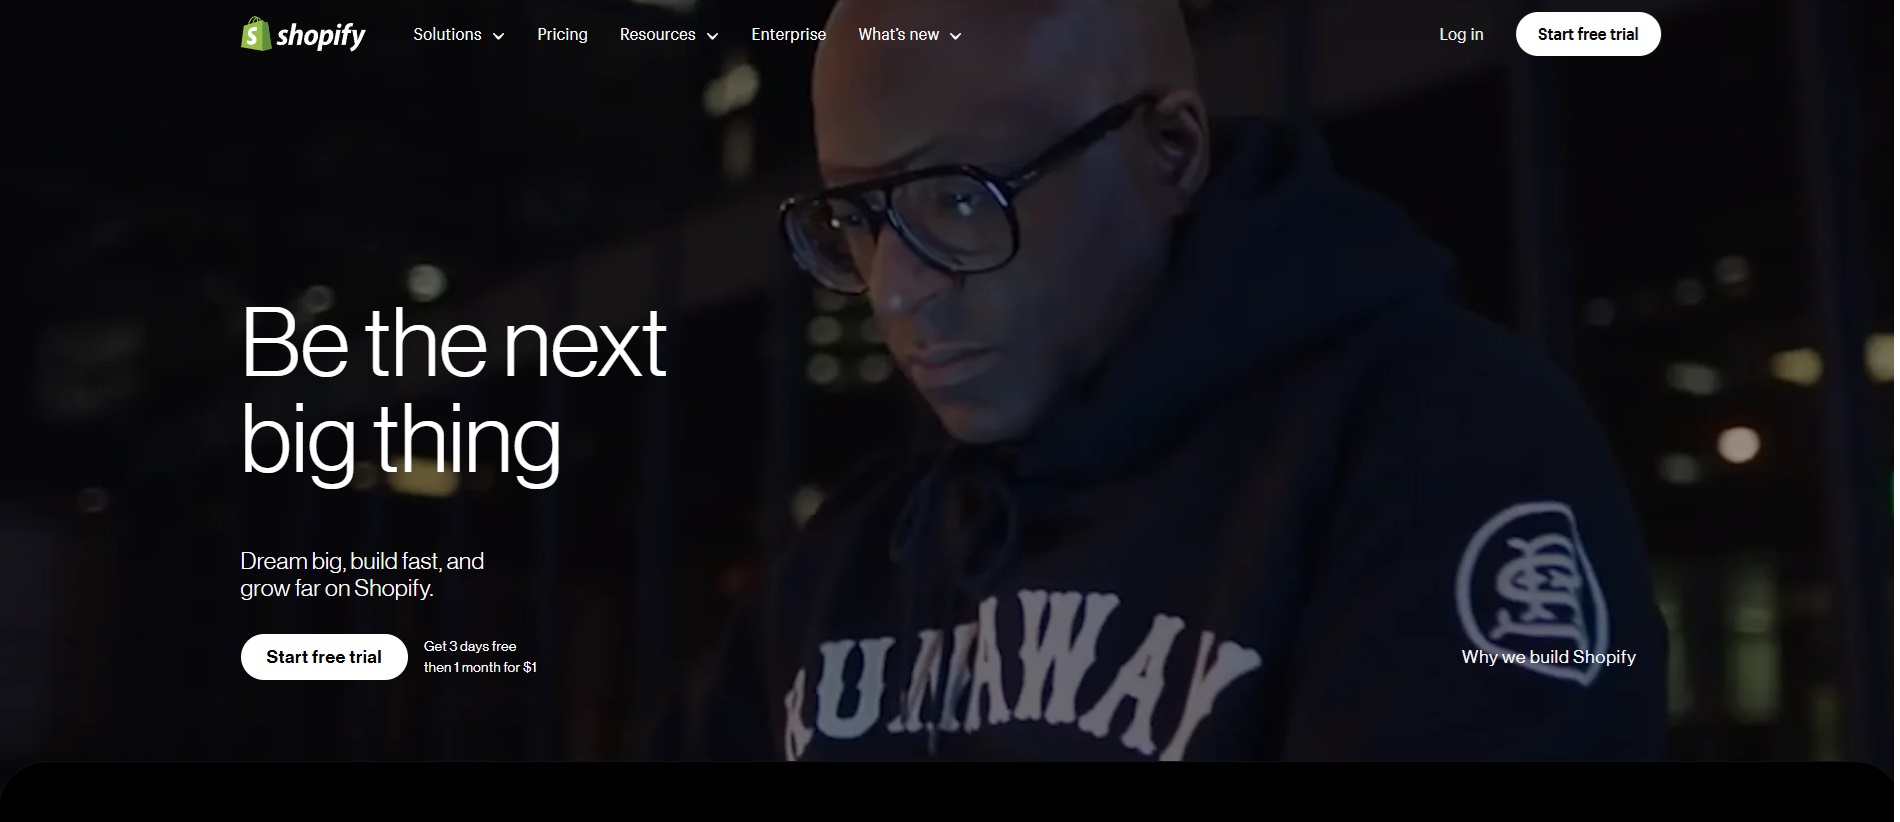 shopify
Solutions
Pricing
Resources
Enterprise
What's new
Log in
Start free trial
Be the next
big thing
Dream big, build fast, and
grow far on Shopify.
Start free trial
Get 3 days free
then 1 month for $1
RUNAWAY
Why we build Shopify